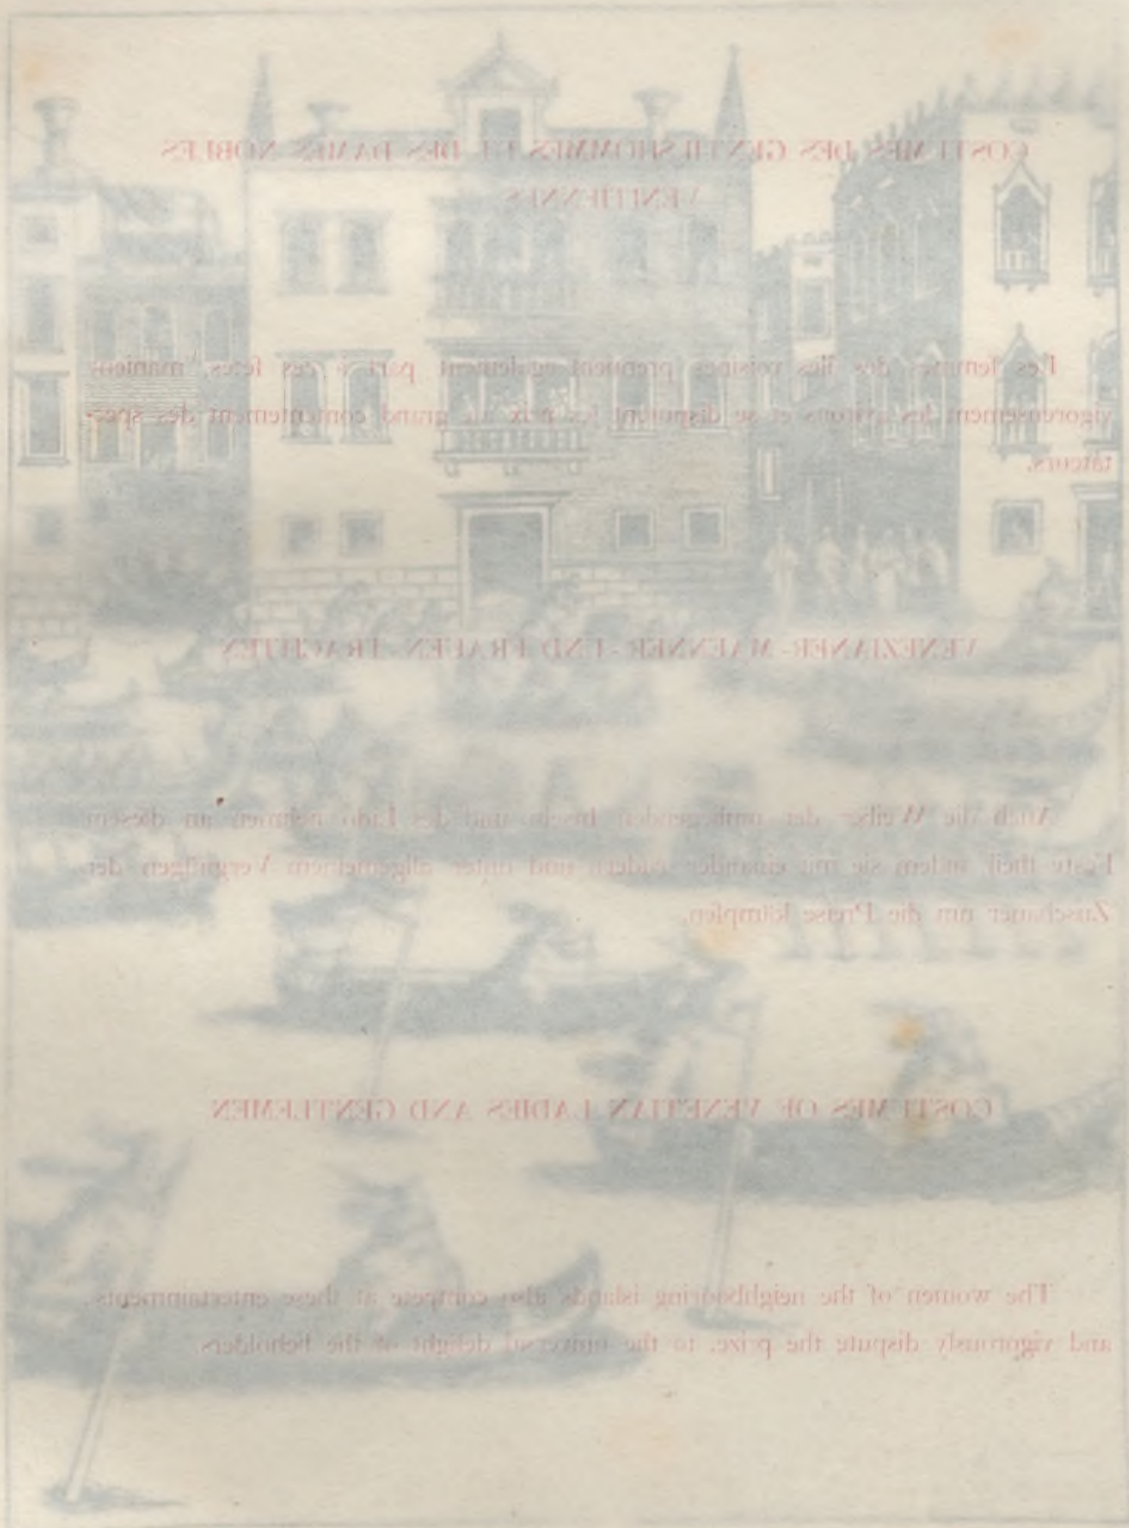 COSTUMES DES GENTILSHOMMES ET DES DAMES NOBLES
VENITIENNES
Les femmes des îles voisines prennent également part à ces fêtes, manient
vigoureusement les avirons et se disputent les prix au grand contentement des spec-
tateurs.
VENEZIANER-MAENNER-UND FRAUEN-TRACHTEN
Auch die Weiber der umliegenden Inseln und des Lido nehmen an diesem
Feste theil, indem sie mit einander rudern und unter allgemeinem Vergnügen der
Zuschauer um die Preise kämpfen.
COSTUMES OF VENETIAN LADIES AND GENTLEMEN
The women of the neighbouring islands also compete at these entertainments,
and vigorously dispute the prize, to the universal delight of the beholders.